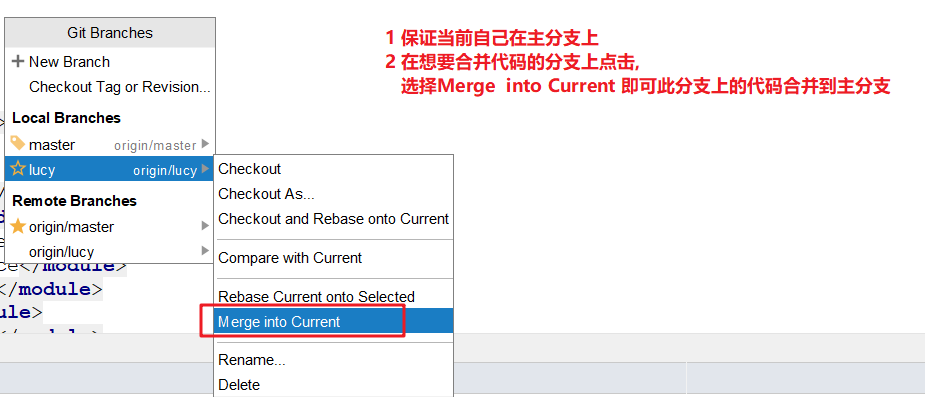 Git Branches
New Branch
Checkout Tag or Revision...
Local Branches
master origin/master
lucy origin/lucy
Remote Branches
origin/master
origin/lucy
Checkout
Checkout As...
Checkout and Rebase onto Current
Compare with Current
Rebase Current onto Selected
Merge into Current
Rename...
Delete
1 保证当前自己在主分支上
2 在想要合并代码的分支上点击,
选择Merge  into Current 即可此分支上的代码合并到主分支
ce</module>
</module>
ule>
</module>